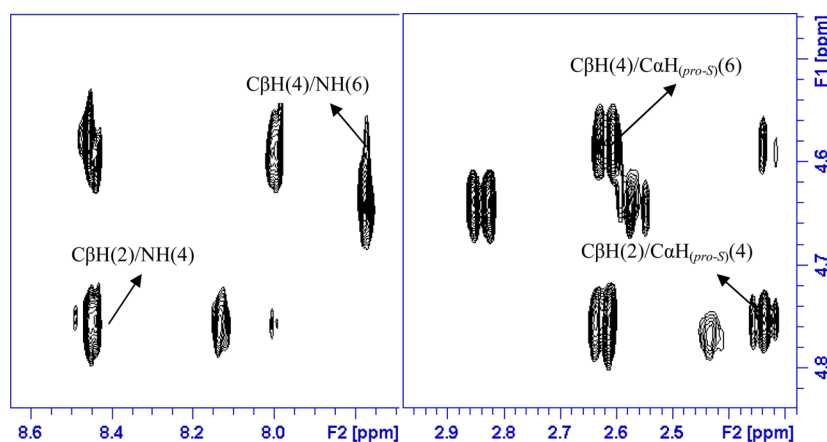 CβH(4)/NH(6)
CβH(2)/NH(4)
8.6 8.4 8.2 8.0 F2 [ppm]
CβH(4)/CαH(pro-S)(6)
CβH(2)/CαH(pro-S)(4)
2.9 2.8 2.7 2.6 2.5 F2 [ppm]
F1 [ppm]
4.6
4.7
4.8